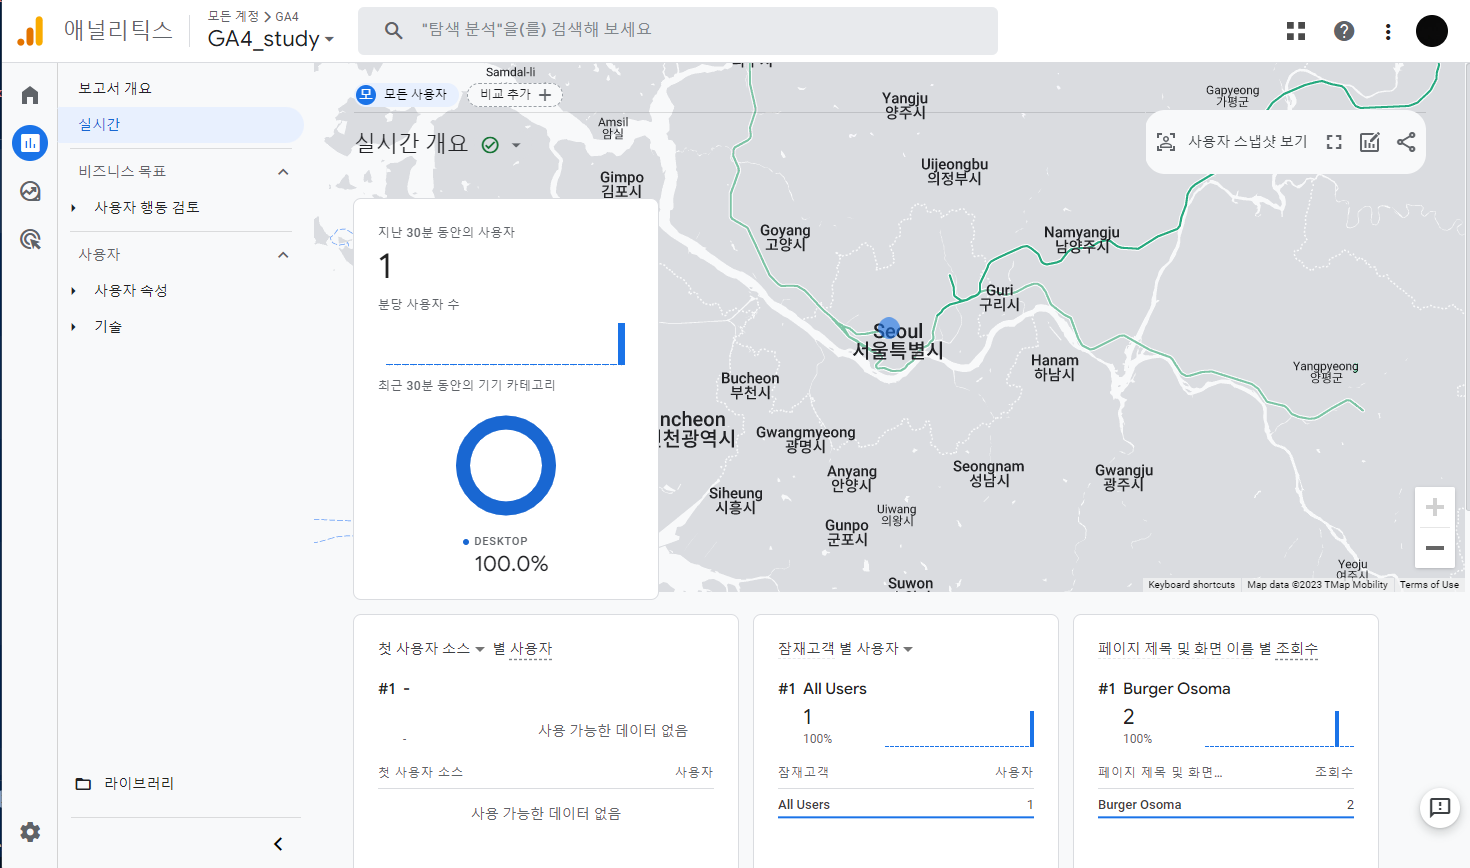 애널리틱스
모든 계정 > GA4
GA4_study
"탐색 분석"을(를) 검색해 보세요
보고서 개요
실시간
비즈니스 목표
사용자 행동 검토
사용자
사용자 속성
기술
라이브러리
모 모든 사용자
비교 추가 +
실시간 개요
사용자 스냅샷 보기
Samdal-li
Amsil
암실
Gimpo
김포시
Yangju
양주시
Gapyeong
가평군
Uijeongbu
의정부시
Goyang
고양시
Namyangju
남양주시
Guri
구리시
Seoul
서울특별시
Hanam
하남시
Yangpyeong
양평군
Bucheon
부천시
ncheon
천광역시
Gwangmyeong
광명시
Anyang
안양시
Seongnam
성남시
Gwangju
광주시
Siheung
시흥시
Uiwang
의왕시
Gunpo
군포시
Suwon
Yeoju
여주시
Keyboard shortcuts
Map data ©2023 TMap Mobility
Terms of Use
지난 30분 동안의 사용자
1
분당 사용자 수
최근 30분 동안의 기기 카테고리
DESKTOP
100.0%
첫 사용자 소스 별 사용자
#1 -
-
사용 가능한 데이터 없음
첫 사용자 소스 사용자
사용 가능한 데이터 없음
잠재고객 별 사용자
#1 All Users
1
100%
잠재고객 사용자
All Users 1
페이지 제목 및 화면 이름 별 조회수
#1 Burger Osoma
2
100%
페이지 제목 및 화면... 조회수
Burger Osoma 2